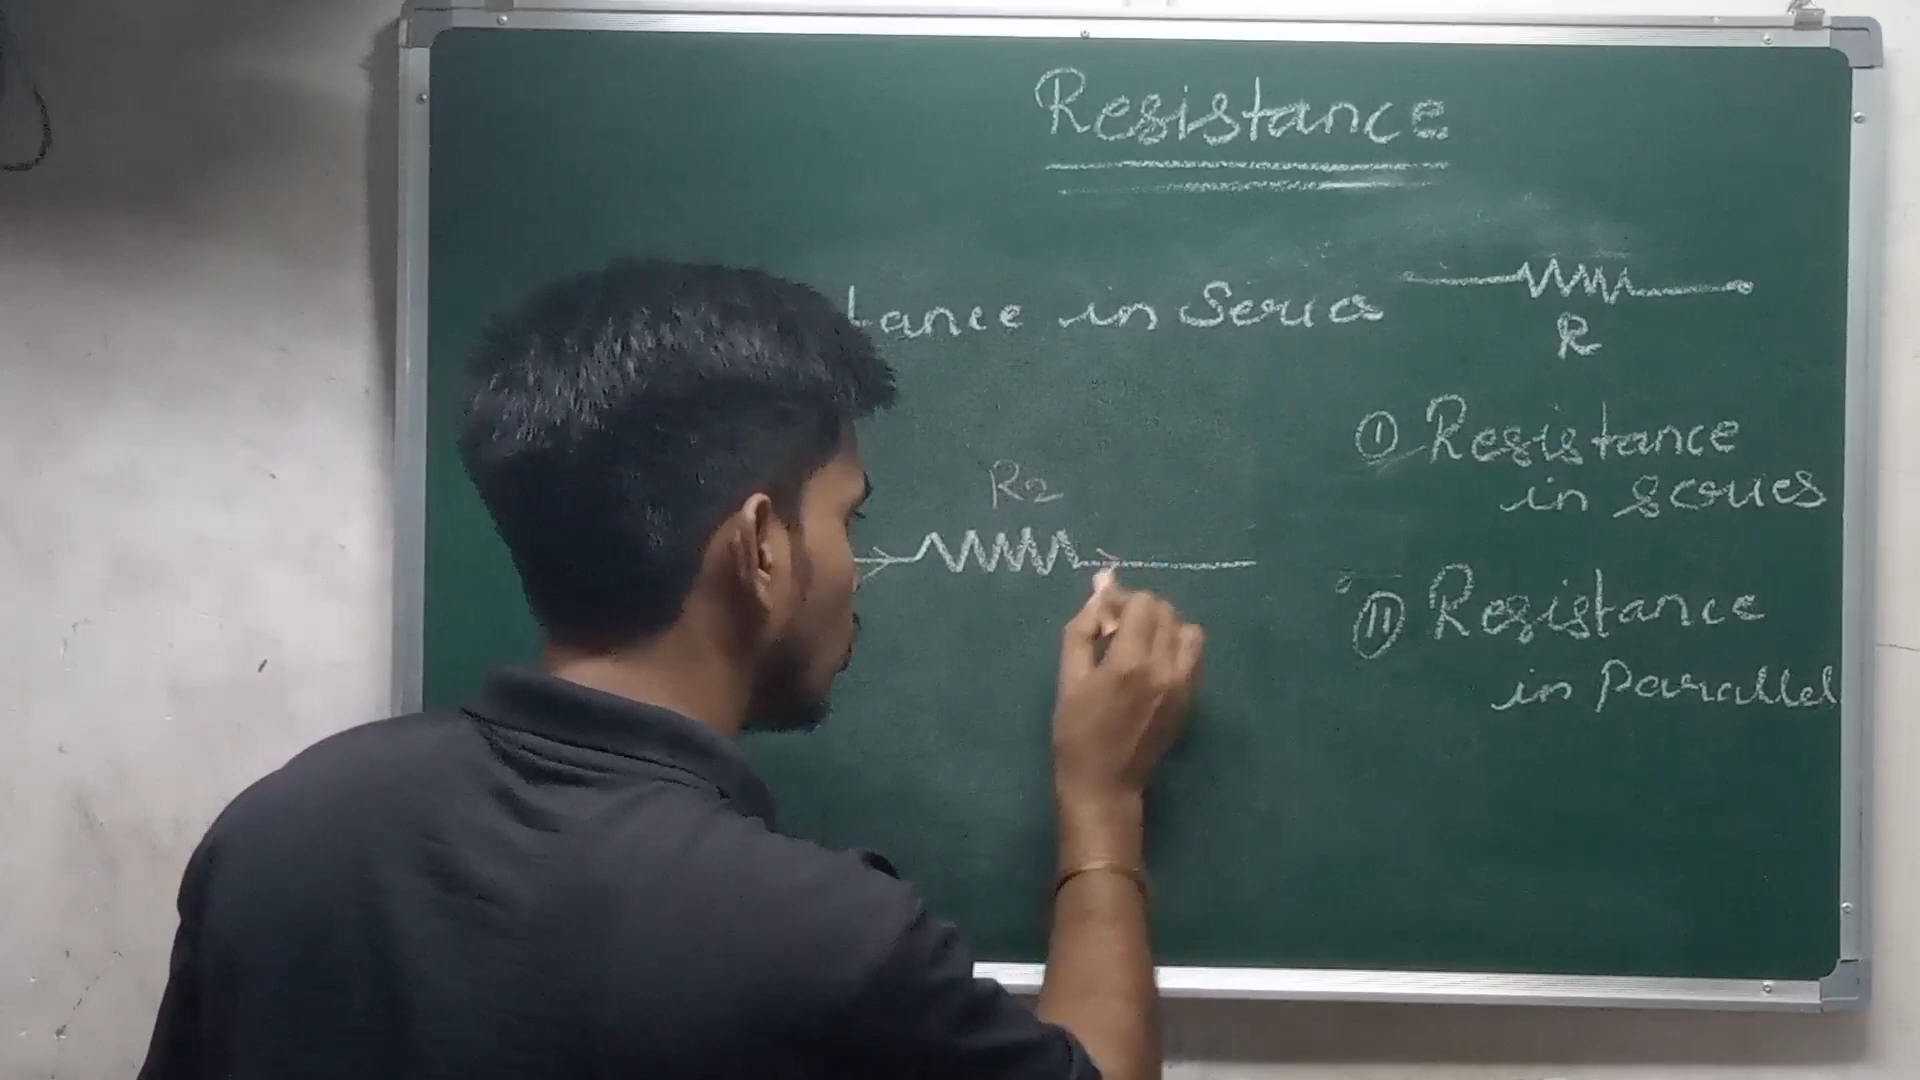 Resistance
tance in Series
R
① Resistance
in series
R2
② Resistance
in Parallel